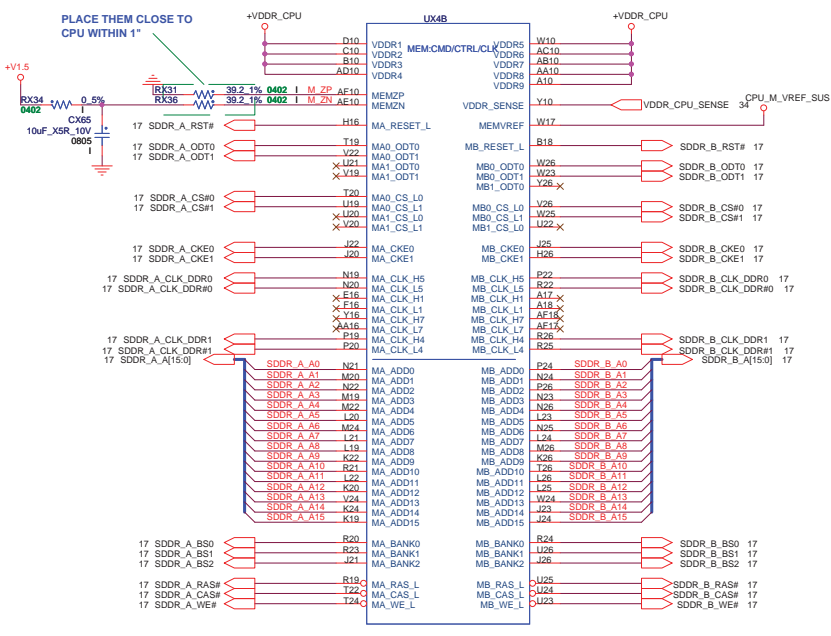 PLACE THEM CLOSE TO
CPU WITHIN 1"
+VDDR_CPU UX4B +VDDR_CPU
MEM:CMD/CTRL/CLK
D10 VDDR1 VDDR5 W10
C10 VDDR2 VDDR6 AC10
B10 VDDR3 VDDR7 AB10
AD10 VDDR4 VDDR8 AA10
VDDR9 A10
+V1.5
RX31 39.2_1% 0402 I M_ZP AF10 MEMZP
RX34 0_5% RX36 39.2_1% 0402 I M_ZN AE10 MEMZN VDDR_SENSE Y10 VDDR_CPU_SENSE 34 CPU_M_VREF_SUS
0402
CX65
10uF_X5R_10V
0805
I
17 SDDR_A_RST# H16 MA_RESET_L MEMVREF W17
MB_RESET_L B18 SDDR_B_RST# 17
17 SDDR_A_ODT0 T19 MA0_ODT0
17 SDDR_A_ODT1 V22 MA0_ODT1
U21 MA1_ODT0 MB0_ODT0 W26 SDDR_B_ODT0 17
V19 MA1_ODT1 MB0_ODT1 W23 SDDR_B_ODT1 17
MB1_ODT0 Y26
17 SDDR_A_CS#0 T20 MA0_CS_L0
17 SDDR_A_CS#1 U19 MA0_CS_L1 MB0_CS_L0 V26 SDDR_B_CS#0 17
U20 MA1_CS_L0 MB0_CS_L1 W25 SDDR_B_CS#1 17
V20 MA1_CS_L1 MB1_CS_L0 U22
17 SDDR_A_CKE0 J22 MA_CKE0 MB_CKE0 J25 SDDR_B_CKE0 17
17 SDDR_A_CKE1 J20 MA_CKE1 MB_CKE1 H26 SDDR_B_CKE1 17
17 SDDR_A_CLK_DDR0 N19 MA_CLK_H5 MB_CLK_H5 P22 SDDR_B_CLK_DDR0 17
17 SDDR_A_CLK_DDR#0 N20 MA_CLK_L5 MB_CLK_L5 R22 SDDR_B_CLK_DDR#0 17
E16 MA_CLK_H1 MB_CLK_H1 A17
F16 MA_CLK_L1 MB_CLK_L1 A18
Y16 MA_CLK_H7 MB_CLK_H7 AF18
AA16 MA_CLK_L7 MB_CLK_L7 AF17
17 SDDR_A_CLK_DDR1 P19 MA_CLK_H4 MB_CLK_H4 R26 SDDR_B_CLK_DDR1 17
17 SDDR_A_CLK_DDR#1 P20 MA_CLK_L4 MB_CLK_L4 R25 SDDR_B_CLK_DDR#1 17
17 SDDR_A_A[15:0] SDDR_B_A[15:0] 17
SDDR_A_A0 N21 MA_ADD0 MB_ADD0 P24 SDDR_B_A0
SDDR_A_A1 M20 MA_ADD1 MB_ADD1 N24 SDDR_B_A1
SDDR_A_A2 N22 MA_ADD2 MB_ADD2 P26 SDDR_B_A2
SDDR_A_A3 M19 MA_ADD3 MB_ADD3 N23 SDDR_B_A3
SDDR_A_A4 M22 MA_ADD4 MB_ADD4 N26 SDDR_B_A4
SDDR_A_A5 L20 MA_ADD5 MB_ADD5 L23 SDDR_B_A5
SDDR_A_A6 M24 MA_ADD6 MB_ADD6 N25 SDDR_B_A6
SDDR_A_A7 L21 MA_ADD7 MB_ADD7 L24 SDDR_B_A7
SDDR_A_A8 L19 MA_ADD8 MB_ADD8 M26 SDDR_B_A8
SDDR_A_A9 K22 MA_ADD9 MB_ADD9 K26 SDDR_B_A9
SDDR_A_A10 R21 MA_ADD10 MB_ADD10 T26 SDDR_B_A10
SDDR_A_A11 L22 MA_ADD11 MB_ADD11 L26 SDDR_B_A11
SDDR_A_A12 K20 MA_ADD12 MB_ADD12 L25 SDDR_B_A12
SDDR_A_A13 V24 MA_ADD13 MB_ADD13 W24 SDDR_B_A13
SDDR_A_A14 K24 MA_ADD14 MB_ADD14 J23 SDDR_B_A14
SDDR_A_A15 K19 MA_ADD15 MB_ADD15 J24 SDDR_B_A15
17 SDDR_A_BS0 R20 MA_BANK0 MB_BANK0 R24 SDDR_B_BS0 17
17 SDDR_A_BS1 R23 MA_BANK1 MB_BANK1 U26 SDDR_B_BS1 17
17 SDDR_A_BS2 J21 MA_BANK2 MB_BANK2 J26 SDDR_B_BS2 17
17 SDDR_A_RAS# R19 MA_RAS_L MB_RAS_L U25 SDDR_B_RAS# 17
17 SDDR_A_CAS# T22 MA_CAS_L MB_CAS_L U24 SDDR_B_CAS# 17
17 SDDR_A_WE# T24 MA_WE_L MB_WE_L U23 SDDR_B_WE# 17